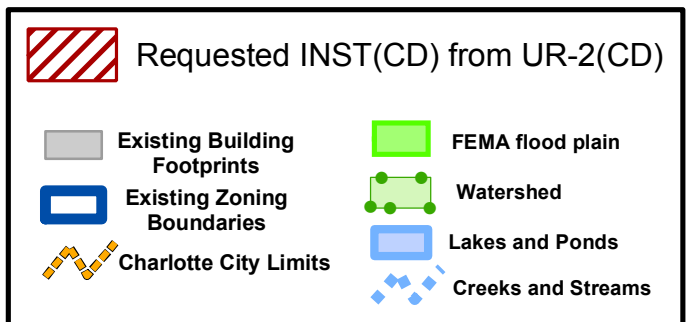 Requested INST(CD) from UR-2(CD)
Existing Building
Footprints
Existing Zoning
Boundaries
Charlotte City Limits
FEMA flood plain
Watershed
Lakes and Ponds
Creeks and Streams